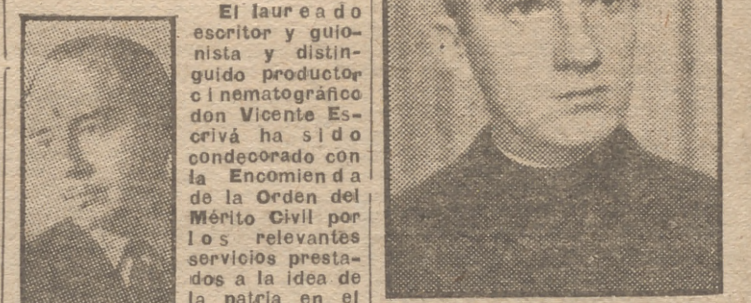 El laureado
escritor y guio-
nista y distin-
guido productor
cinematográfico
don Vicente Es-
crivá ha sido
condecorado con
la Encomienda
de la Orden del
Mérito Civil por
los relevantes
servicios presta-
dos a la idea de
la patria en el